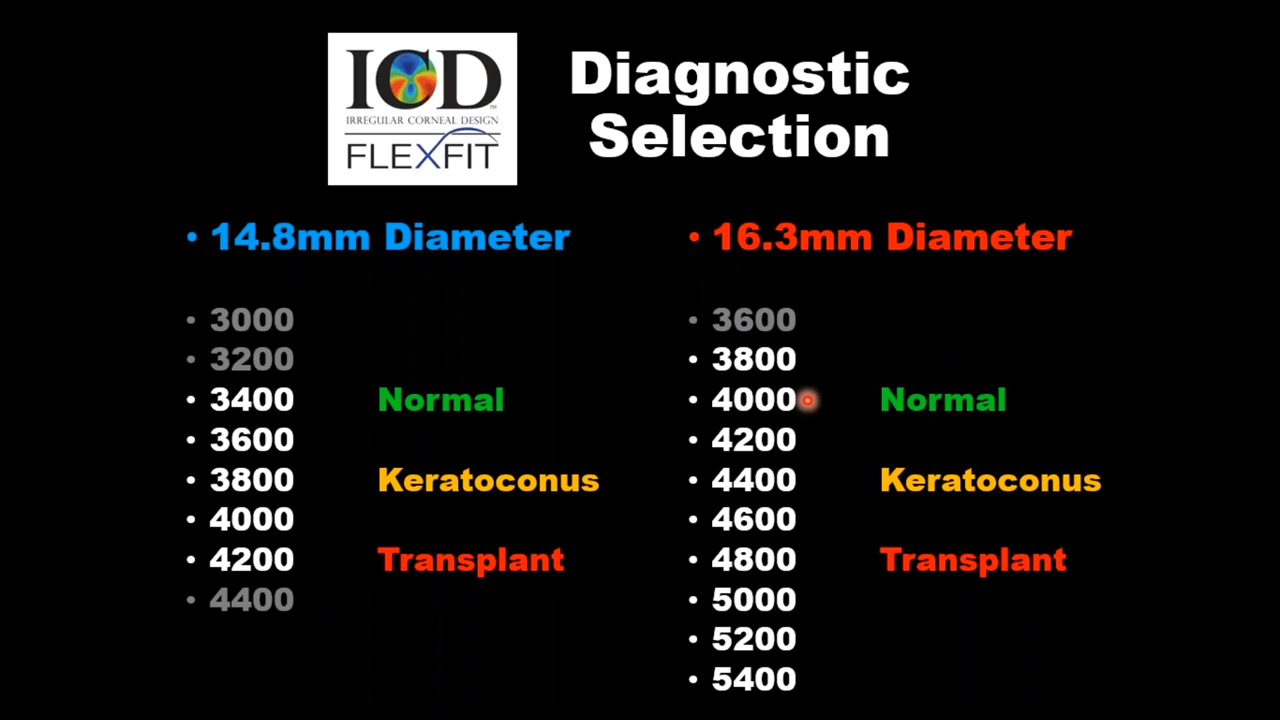 ICD™
IRREGULAR CORNEAL DESIGN
FLEXFIT
Diagnostic
Selection
• 14.8mm Diameter
• 3000
• 3200
• 3400 Normal
• 3600
• 3800 Keratoconus
• 4000
• 4200 Transplant
• 4400
• 16.3mm Diameter
• 3600
• 3800
• 4000 Normal
• 4200
• 4400 Keratoconus
• 4600
• 4800 Transplant
• 5000
• 5200
• 5400